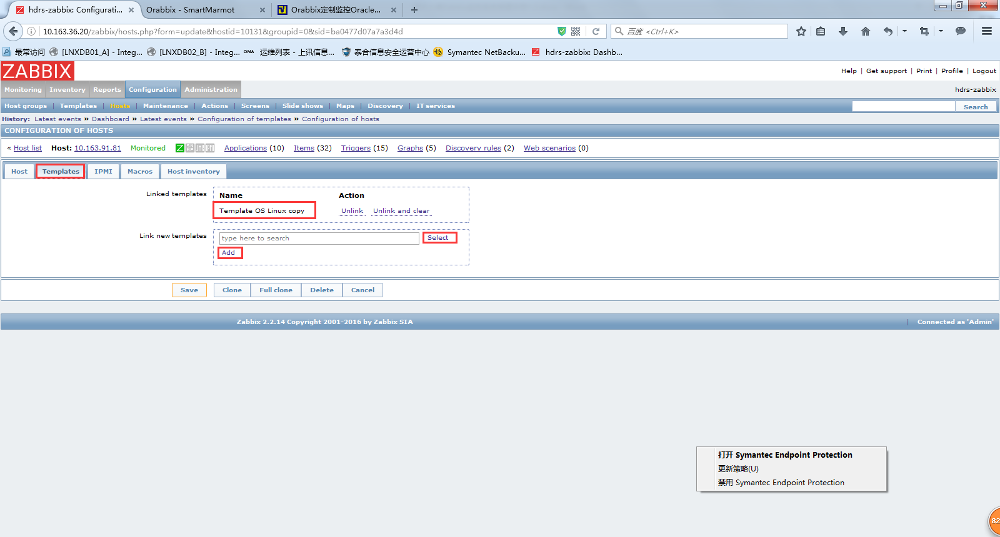 hdrs-zabbix: Configurati...
Orabbix - SmartMarmot
Orabbix定制监控Oracle...
10.163.36.20/zabbix/hosts.php?form=update&hostid=10131&groupid=0&sid=ba0477d07a7a3d4d
百度 <Ctrl+K>
最常访问 [LNXDB01_A] - Integ... [LNXDB02_B] - Integ... OMA 运维列表 - 上讯信息... 泰合信息安全运营中心 Symantec NetBacku... hdrs-zabbix: Dashb...
ZABBIX
Help | Get support | Print | Profile | Logout
Monitoring Inventory Reports Configuration Administration
hdrs-zabbix
Host groups | Templates | Hosts | Maintenance | Actions | Screens | Slide shows | Maps | Discovery | IT services
Search
History: Latest events » Dashboard » Latest events » Configuration of templates » Configuration of hosts
CONFIGURATION OF HOSTS
« Host list Host: 10.163.91.81 Monitored Z Applications (10) Items (32) Triggers (15) Graphs (5) Discovery rules (2) Web scenarios (0)
Host Templates IPMI Macros Host inventory
Linked templates
Name Action
Template OS Linux copy Unlink Unlink and clear
Link new templates
type here to search
Select
Add
Save Clone Full clone Delete Cancel
Zabbix 2.2.14 Copyright 2001-2016 by Zabbix SIA
| Connected as 'Admin'
打开 Symantec Endpoint Protection
更新策略(U)
禁用 Symantec Endpoint Protection
82